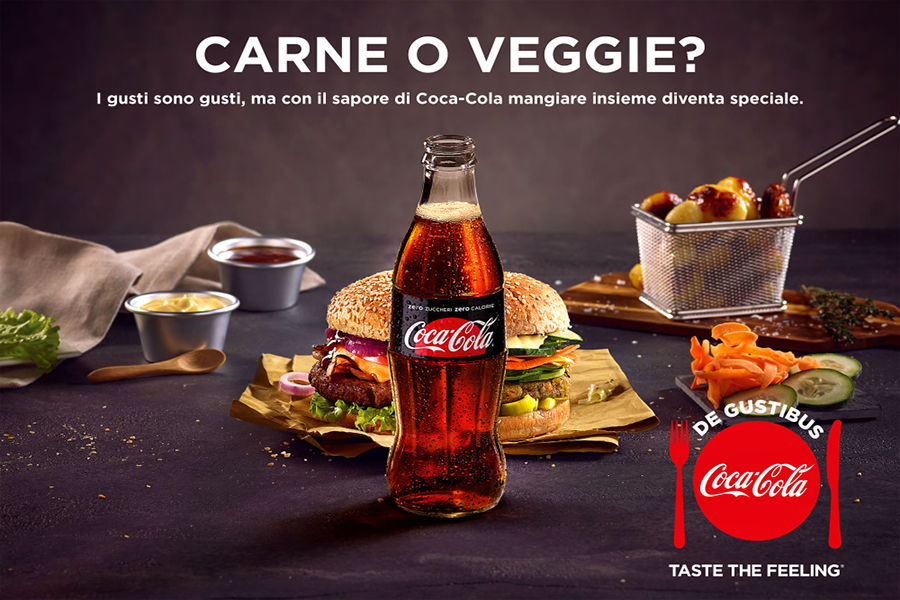 CARNE O VEGGIE?
I gusti sono gusti, ma con il sapore di Coca-Cola mangiare insieme diventa speciale.
zero ZUCCHERI zero CALORIE
Coca-Cola
DE GUSTIBUS
Coca-Cola
TASTE THE FEELING®